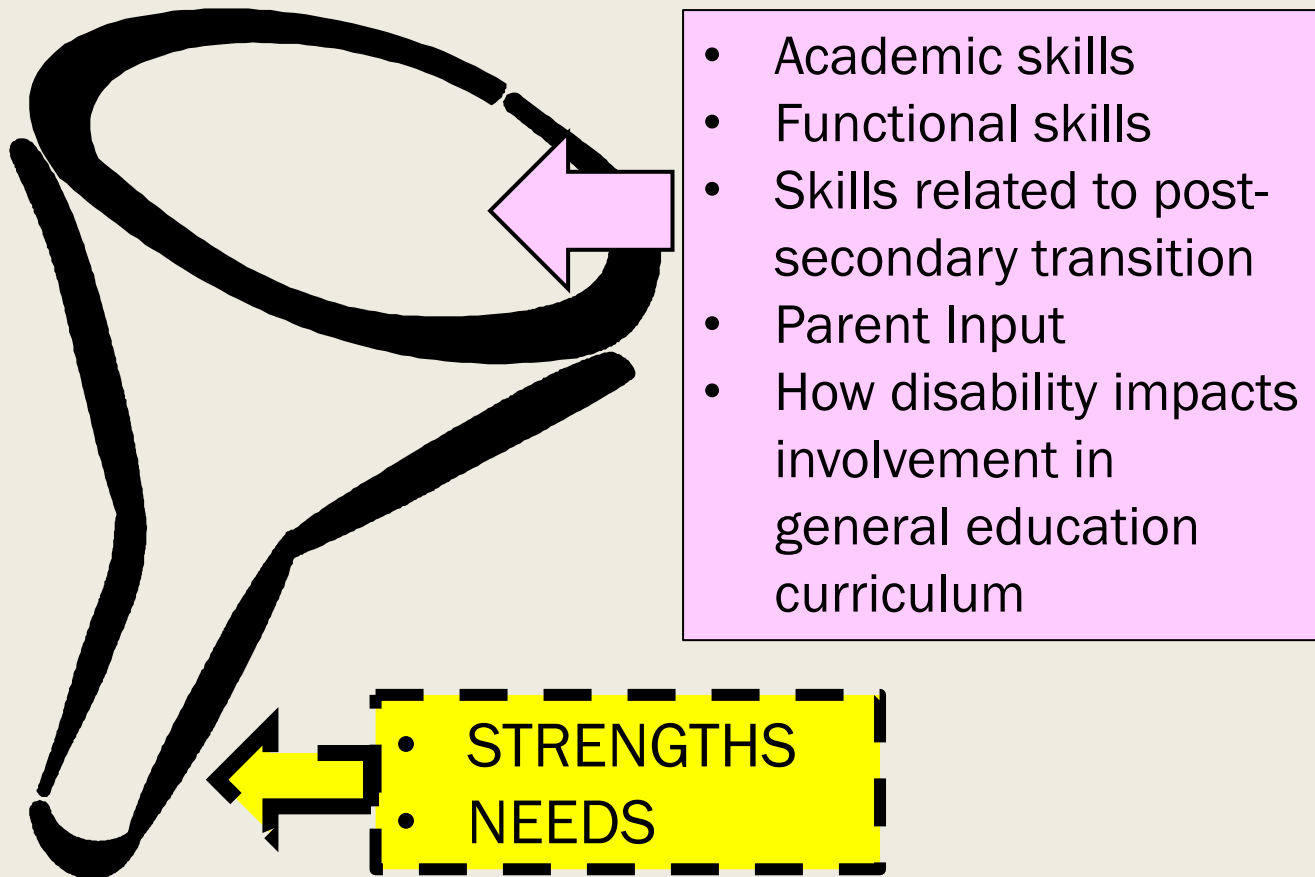 • Academic skills
• Functional skills
• Skills related to post-
secondary transition
• Parent Input
• How disability impacts
involvement in
general education
curriculum
• STRENGTHS
• NEEDS